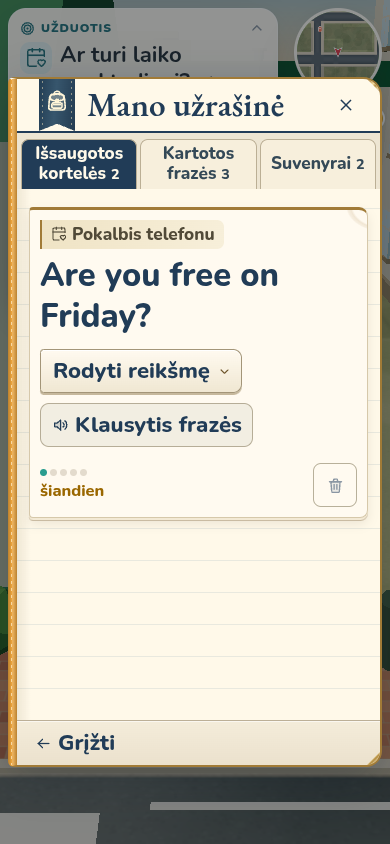 UŽDUOTIS
Ar turi laiko
Mano užrašinė
Išsaugotos
kortelės 2
Kartotos
frazės 3
Suvenyrai 2
Pokalbis telefonu
Are you free on
Friday?
Rodyti reikšmę
Klausytis frazės
šiandien
Grįžti